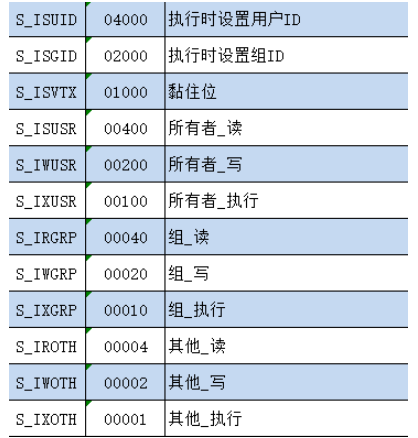 S_ISUID 04000 执行时设置用户ID
S_ISGID 02000 执行时设置组ID
S_ISVTX 01000 黏住位
S_ISUSR 00400 所有者_读
S_IWUSR 00200 所有者_写
S_IXUSR 00100 所有者_执行
S_IRGRP 00040 组_读
S_IWGRP 00020 组_写
S_IXGRP 00010 组_执行
S_IROTH 00004 其他_读
S_IWOTH 00002 其他_写
S_IXOTH 00001 其他_执行